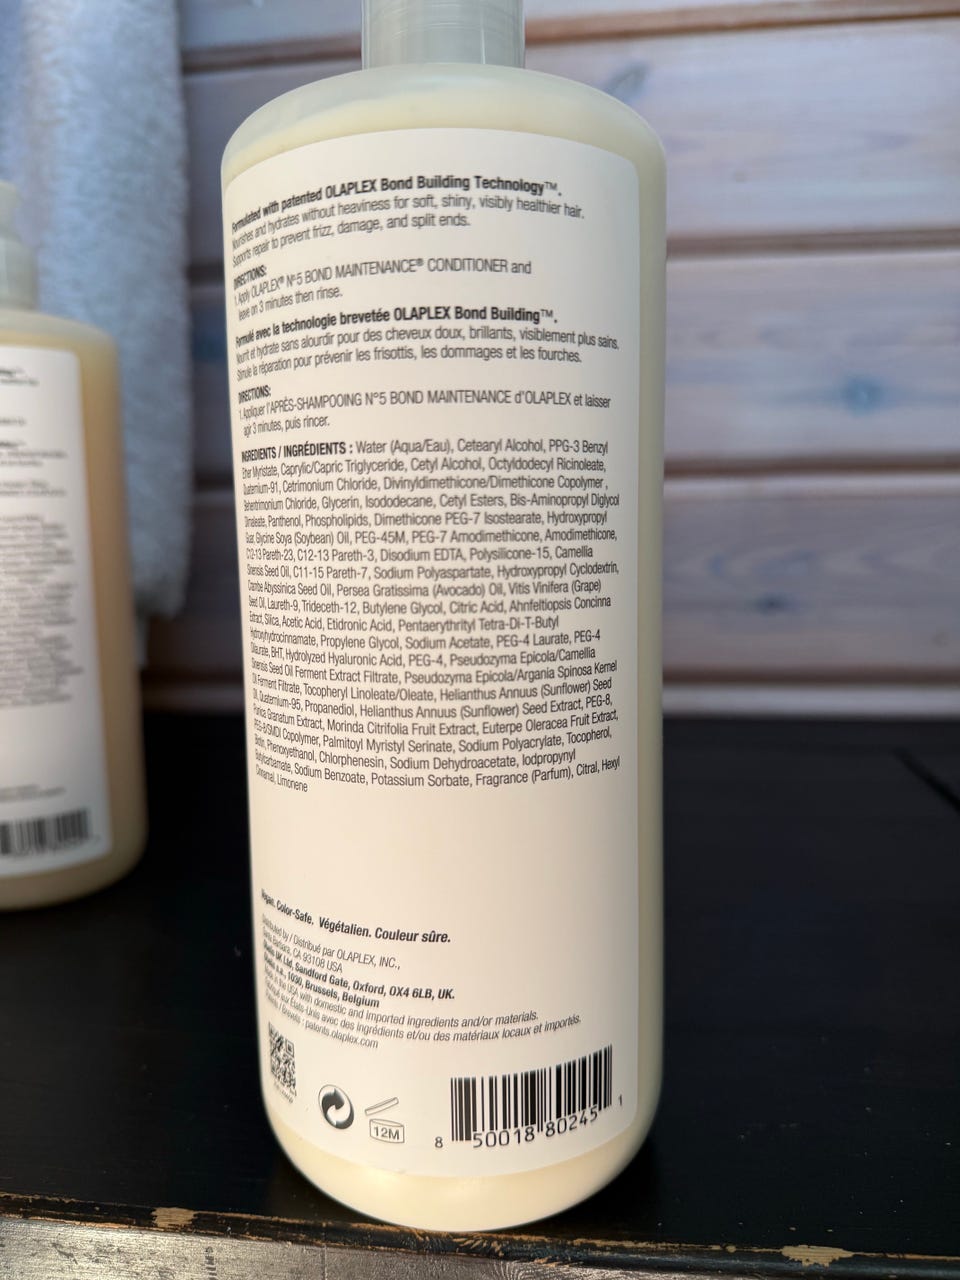 Formulated with patented OLAPLEX Bond Building Technology™.
Nourishes and hydrates without heaviness for soft, shiny, visibly healthier hair.
Supports repair to prevent frizz, damage, and split ends.
DIRECTIONS:
1. Apply OLAPLEX® Nº5 BOND MAINTENANCE® CONDITIONER and
leave on 3 minutes then rinse.
Formulé avec la technologie brevetée OLAPLEX Bond Building™.
Nourrit et hydrate sans alourdir pour des cheveux doux, brillants, visiblement plus sains.
Stimule la réparation pour prévenir les frisottis, les dommages et les fourches.
DIRECTIONS:
1. Appliquer l'APRÈS-SHAMPOOING Nº5 BOND MAINTENANCE d'OLAPLEX et laisser
agir 3 minutes, puis rincer.
INGREDIENTS / INGRÉDIENTS : Water (Aqua/Eau), Cetearyl Alcohol, PPG-3 Benzyl
Ether Myristate, Caprylic/Capric Triglyceride, Cetyl Alcohol, Octyldodecyl Ricinoleate,
Quaternium-91, Cetrimonium Chloride, Divinyldimethicone/Dimethicone Copolymer ,
Behentrimonium Chloride, Glycerin, Isododecane, Cetyl Esters, Bis-Aminopropyl Diglycol
Dimaleate, Panthenol, Phospholipids, Dimethicone PEG-7 Isostearate, Hydroxypropyl
Guar, Glycine Soya (Soybean) Oil, PEG-45M, PEG-7 Amodimethicone, Amodimethicone,
C12-13 Pareth-23, C12-13 Pareth-3, Disodium EDTA, Polysilicone-15, Camellia
Sinensis Seed Oil, C11-15 Pareth-7, Sodium Polyaspartate, Hydroxypropyl Cyclodextrin,
Crambe Abyssinica Seed Oil, Persea Gratissima (Avocado) Oil, Vitis Vinifera (Grape)
Seed Oil, Laureth-9, Trideceth-12, Butylene Glycol, Citric Acid, Ahnfeltiopsis Concinna
Extract, Silica, Acetic Acid, Etidronic Acid, Pentaerythrityl Tetra-Di-T-Butyl
Hydroxyhydrocinnamate, Propylene Glycol, Sodium Acetate, PEG-4 Laurate, PEG-4
Dilaurate, BHT, Hydrolyzed Hyaluronic Acid, PEG-4, Pseudozyma Epicola/Camellia
Sinensis Seed Oil Ferment Extract Filtrate, Pseudozyma Epicola/Argania Spinosa Kernel
Oil Ferment Filtrate, Tocopheryl Linoleate/Oleate, Helianthus Annuus (Sunflower) Seed
Oil, Quaternium-95, Propanediol, Helianthus Annuus (Sunflower) Seed Extract, PEG-8,
Punica Granatum Extract, Morinda Citrifolia Fruit Extract, Euterpe Oleracea Fruit Extract,
PEG-8/SMDI Copolymer, Palmitoyl Myristyl Serinate, Sodium Polyacrylate, Tocopherol,
Biotin, Phenoxyethanol, Chlorphenesin, Sodium Dehydroacetate, Iodopropynyl
Butylcarbamate, Sodium Benzoate, Potassium Sorbate, Fragrance (Parfum), Citral, Hexyl
Cinnamal, Limonene
Vegan. Color-Safe. Végétalien. Couleur sûre.
Distributed by / Distribué par OLAPLEX, INC.,
Santa Barbara, CA 93108 USA
UK Ltd, Sandford Gate, Oxford, OX4 6LB, UK.
1030, Brussels, Belgium
Made in the USA with domestic and imported ingredients and/or materials.
Fabriqué aux États-Unis avec des ingrédients et/ou des matériaux locaux et importés.
Patents / Brevets : patents.olaplex.com
12M
8 50018 80245 1